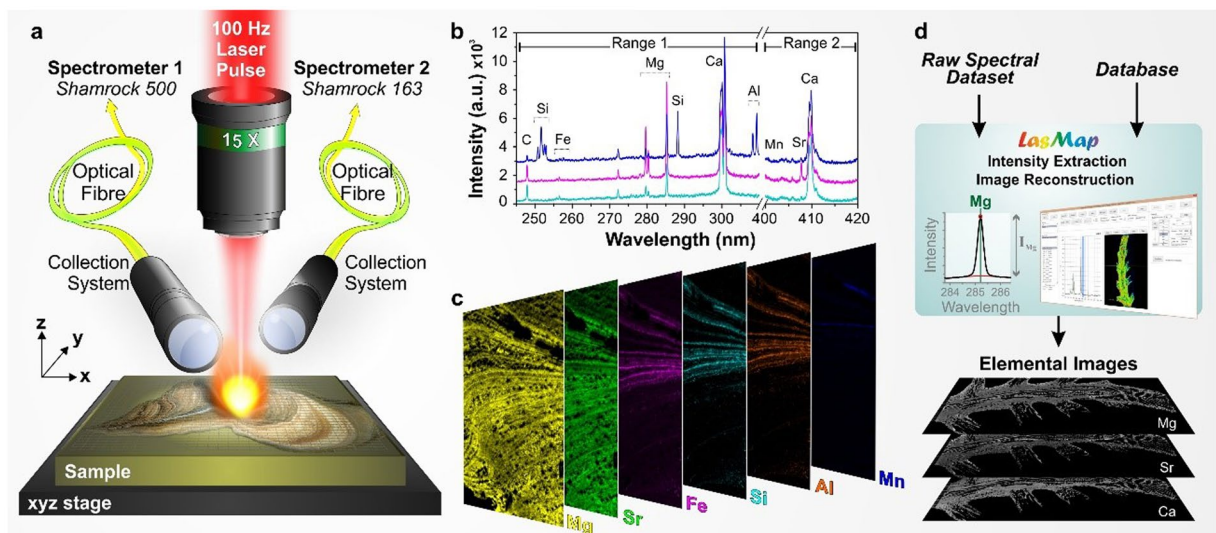 a
100 Hz
Laser
Pulse
Spectrometer 1
Shamrock 500
Spectrometer 2
Shamrock 163
15 X
Optical
Fibre
Optical
Fibre
Collection
System
Collection
System
z
y
x
Sample
xyz stage
b
Intensity (a.u.) x10³
8
6
4
2
0
Range 1
Range 2
C
Si
Fe
Mg
Si
Ca
Al
Mn
Sr
Ca
250
260
270
280
290
300
400
410
420
Wavelength (nm)
c
Mg
Sr
Fe
Si
Al
Mn
d
Raw Spectral
Dataset
Database
LasMap
Intensity Extraction
Image Reconstruction
Mg
Intensity
I Mg
284
285
286
Wavelength
Elemental Images
Mg
Sr
Ca